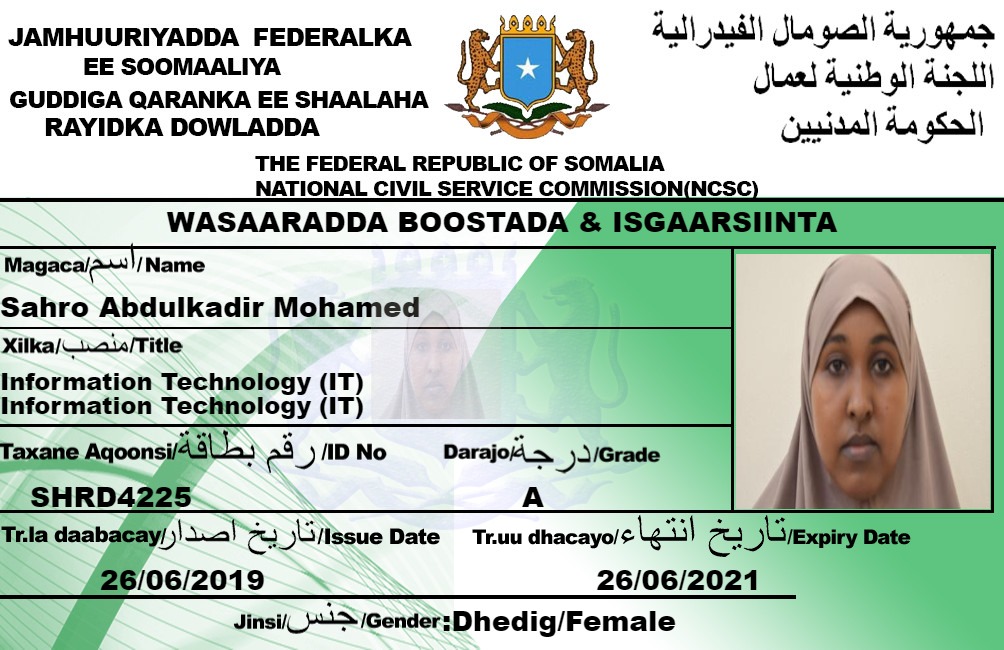 JAMHUURIYADDA FEDERALKA
EE SOOMAALIYA
GUDDIGA QARANKA EE SHAALAHA
RAYIDKA DOWLADDA
جمهورية الصومال الفيدرالية
اللجنة الوطنية لعمال
الحكومة المدنيين
THE FEDERAL REPUBLIC OF SOMALIA
NATIONAL CIVIL SERVICE COMMISSION(NCSC)
WASAARADDA BOOSTADA & ISGAARSIINTA
Magaca/اسم/Name
Sahro Abdulkadir Mohamed
Xilka/منصب/Title
Information Technology (IT)
Information Technology (IT)
Taxane Aqoonsi/رقم بطاقة/ID No
SHRD4225
Darajo/درجة/Grade
A
Tr.la daabacay/تاريخ اصدار/Issue Date
26/06/2019
Tr.uu dhacayo/تاريخ انتهاء/Expiry Date
26/06/2021
Jinsi/جنس/Gender:Dhedig/Female